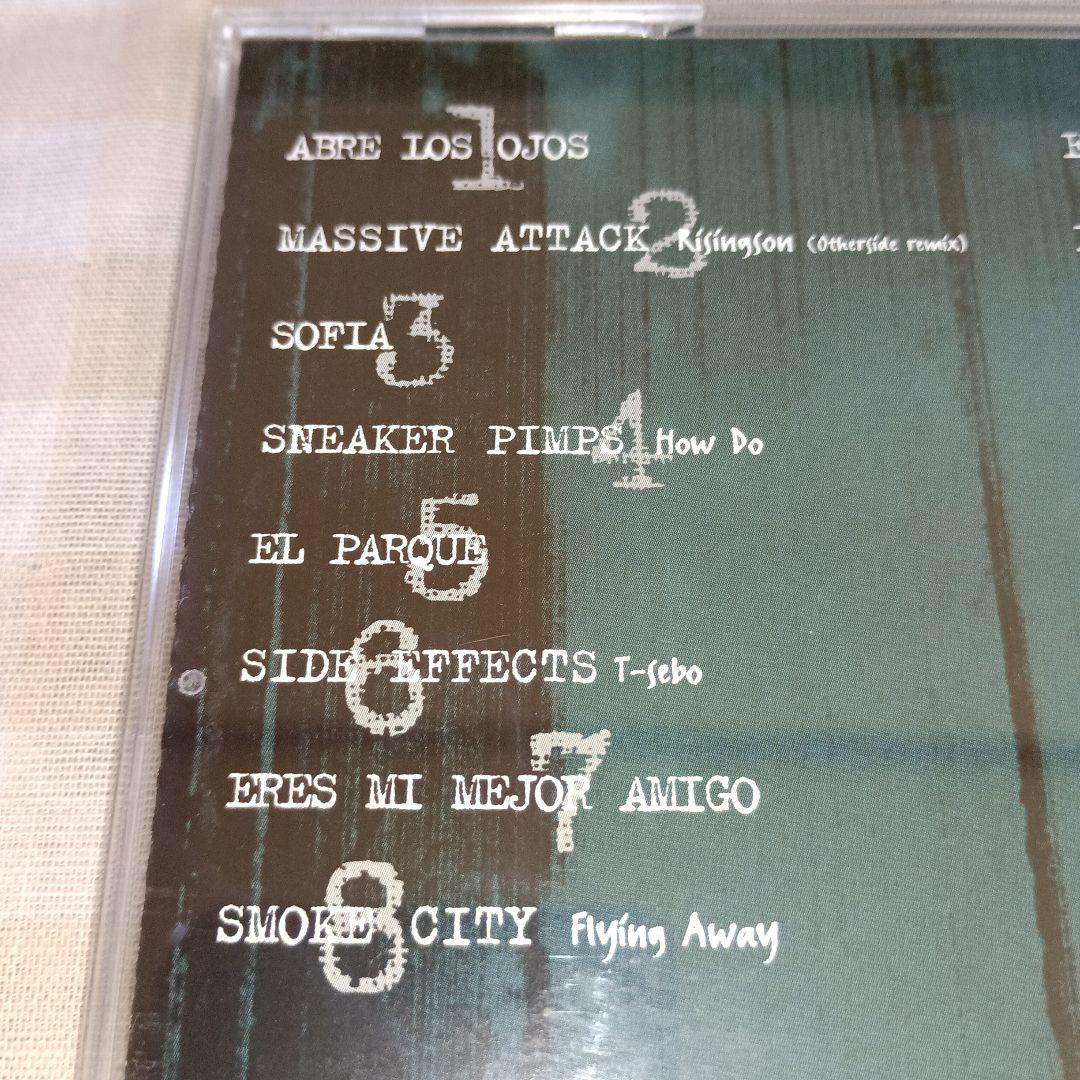 1 ABRE LOS OJOS
2 MASSIVE ATTACK Risingson (Otherside remix)
3 SOFIA
4 SNEAKER PIMPS How Do
5 EL PARQUE
6 SIDE EFFECTS T-sebo
7 ERES MI MEJOR AMIGO
8 SMOKE CITY Flying Away